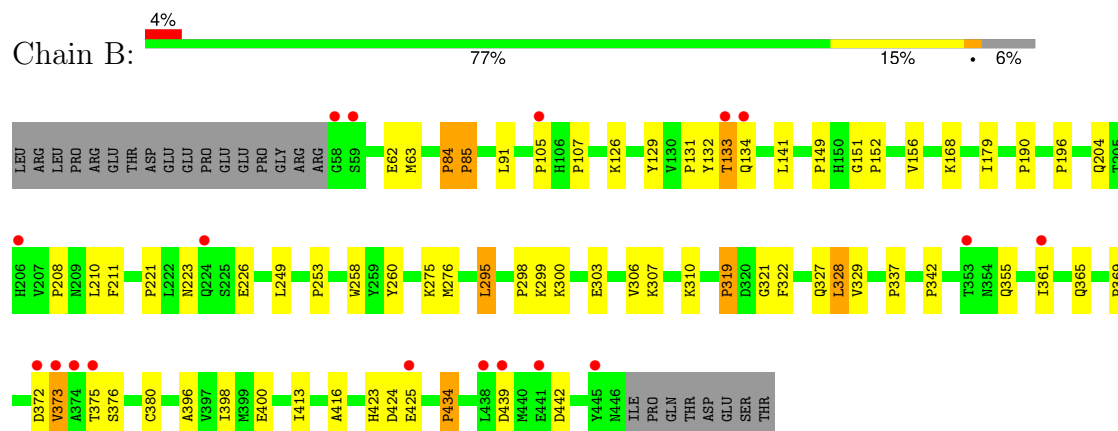 4%
Chain B:
77% 15% • 6%
LEU ARG LEU PRO ARG GLU THR ASP GLU GLU PRO GLU GLU PRO GLY ARG ARG G58 S59 E62 M63 P84 P85 L91 P105 H106 P107 K126 Y129 V130 P131 Y132 T133 Q134 L141 P149 H150 G151 P152 V156 K168 I179 P190 P196 Q204 T205
H206 V207 P208 N209 L210 F211 P221 L222 N223 Q224 S225 E226 L249 P253 W258 Y259 Y260 K275 M276 L295 P298 K299 K300 E303 V306 K307 K310 P319 D320 G321 F322 Q327 L328 V329 P337 P342 T353 N354 Q355 I361 Q365
D372 V373 A374 T375 S376 C380 A396 V397 I398 M399 E400 I413 A416 H423 D424 E425 P434 L438 D439 M440 E441 D442 Y445 N446 ILE PRO GLN THR ASP GLU SER THR